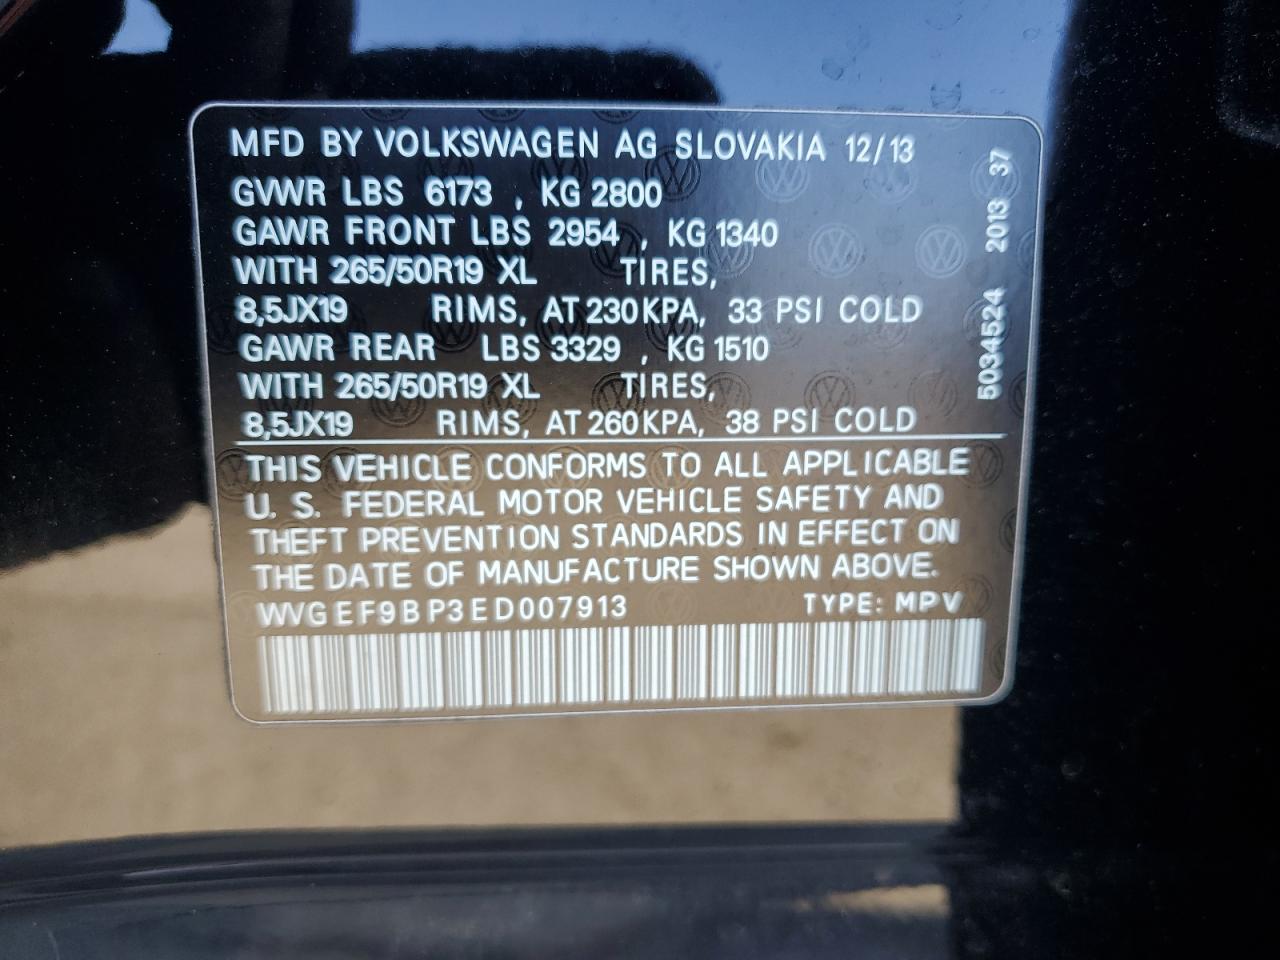 MFD BY VOLKSWAGEN AG SLOVAKIA 12/13
GVWR LBS 6173 , KG 2800
GAWR FRONT LBS 2954 , KG 1340
WITH 265/50R19 XL TIRES,
8,5JX19 RIMS, AT 230 KPA, 33 PSI COLD
GAWR REAR LBS 3329 , KG 1510
WITH 265/50R19 XL TIRES,
8,5JX19 RIMS, AT 260 KPA, 38 PSI COLD
THIS VEHICLE CONFORMS TO ALL APPLICABLE
U. S. FEDERAL MOTOR VEHICLE SAFETY AND
THEFT PREVENTION STANDARDS IN EFFECT ON
THE DATE OF MANUFACTURE SHOWN ABOVE.
WVGEF9BP3ED007913 TYPE: MPV
5034524 2013 37